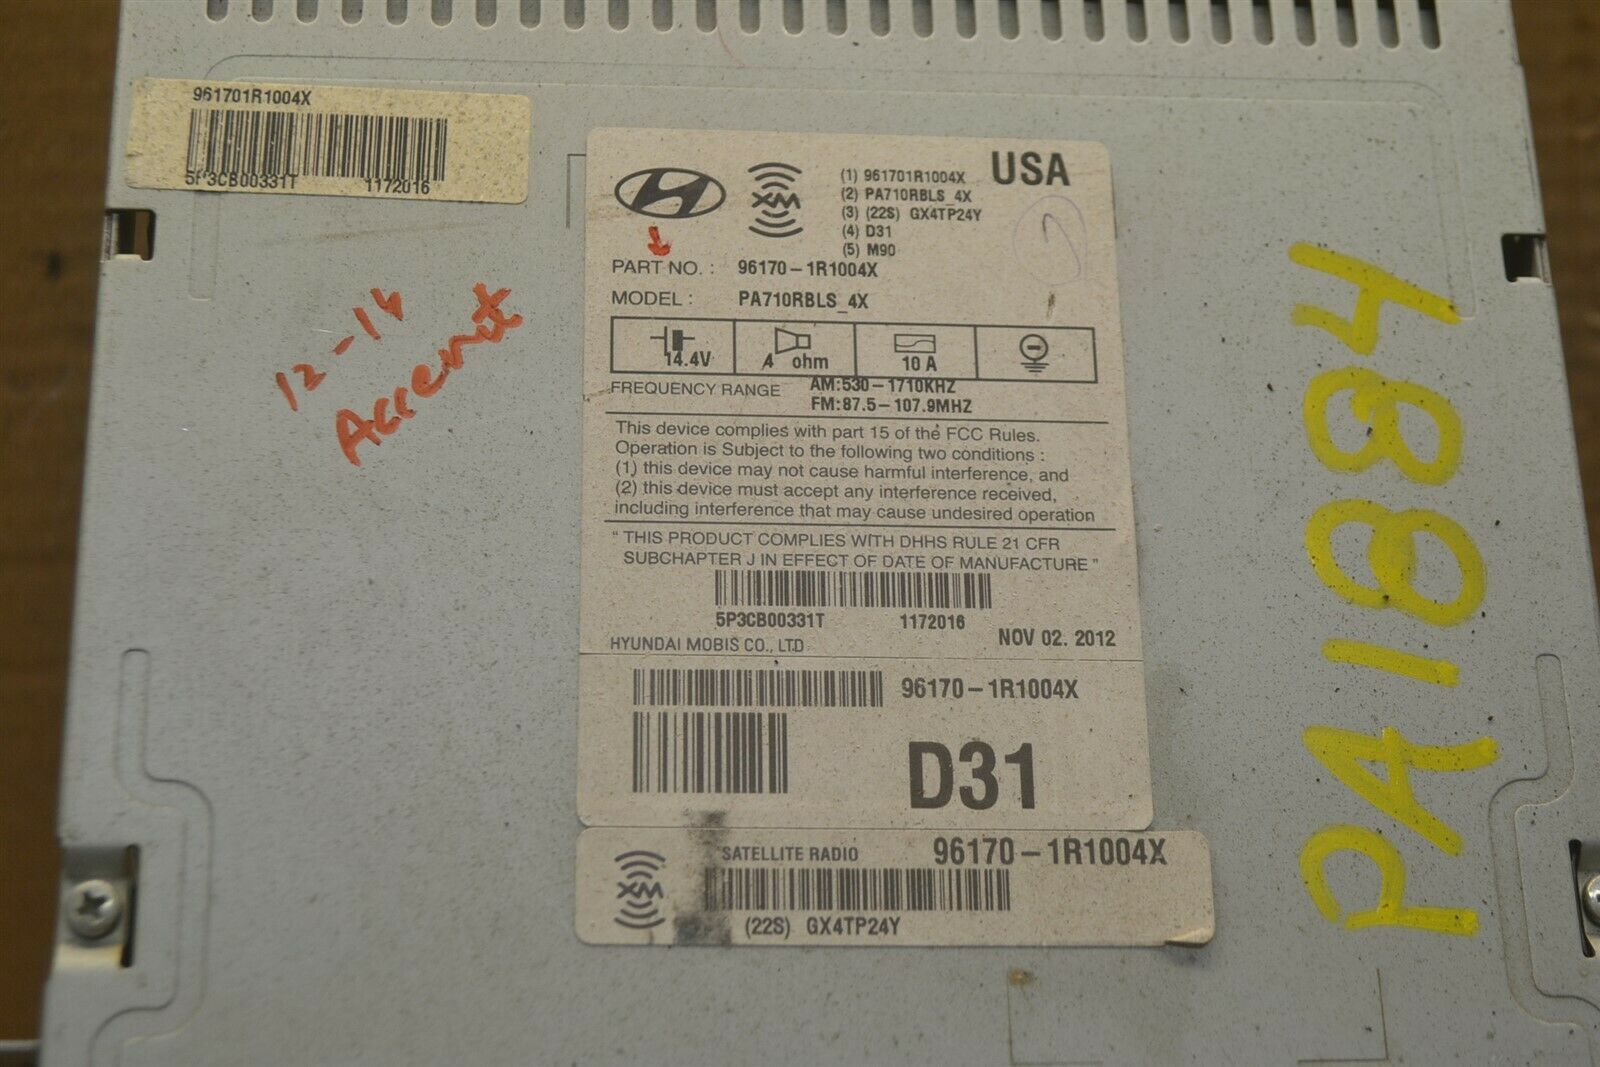 961701R1004X
5P3CB00331T 1172016
XM
USA
(1) 961701R1004X
(2) PA710RBLS_4X
(3) (22S) GX4TP24Y
(4) D31
(5) M90
PART NO. : 96170-1R1004X
MODEL : PA710RBLS_4X
14.4V 4 ohm 10 A
FREQUENCY RANGE AM:530-1710KHZ
FM:87.5-107.9MHZ
This device complies with part 15 of the FCC Rules.
Operation is Subject to the following two conditions :
(1) this device may not cause harmful interference, and
(2) this device must accept any interference received,
including interference that may cause undesired operation
" THIS PRODUCT COMPLIES WITH DHHS RULE 21 CFR
SUBCHAPTER J IN EFFECT OF DATE OF MANUFACTURE "
5P3CB00331T 1172016
HYUNDAI MOBIS CO., LTD NOV 02. 2012
96170-1R1004X
D31
XM SATELLITE RADIO 96170-1R1004X
(22S) GX4TP24Y
12-14
Accent
PA1884